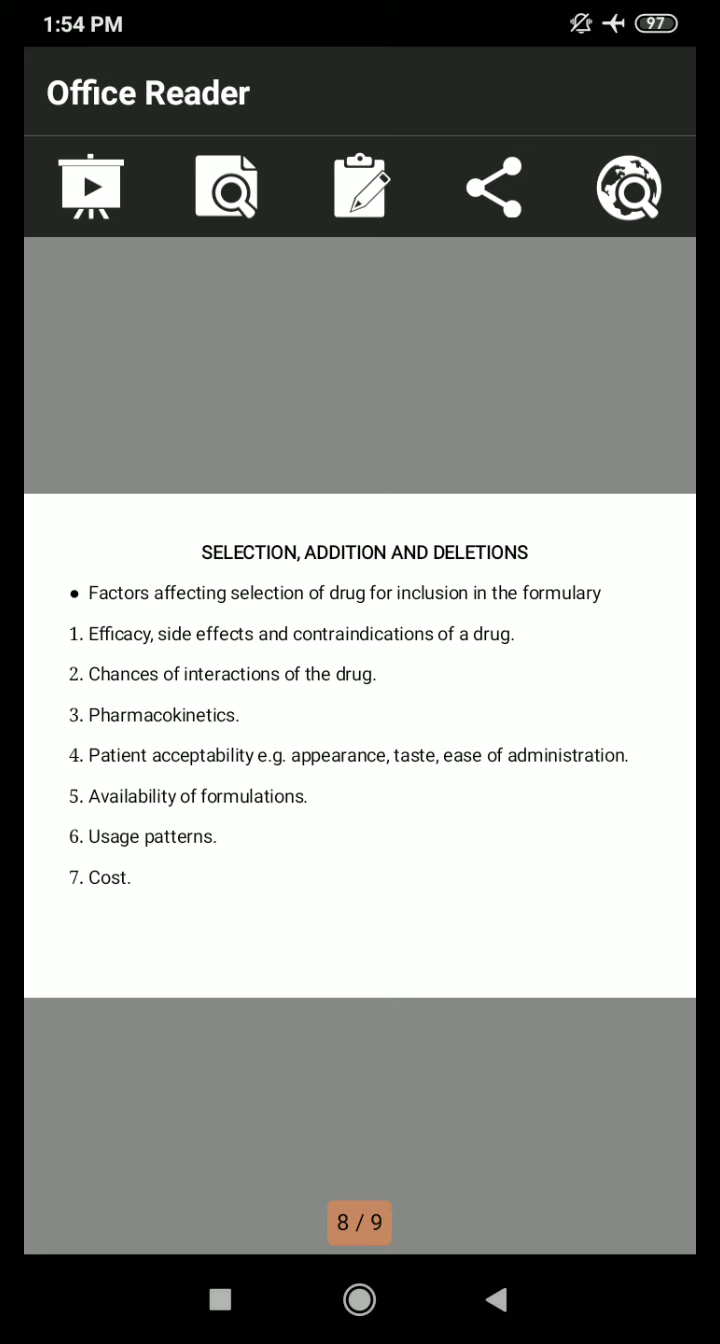 1:54 PM
97
Office Reader
SELECTION, ADDITION AND DELETIONS
• Factors affecting selection of drug for inclusion in the formulary
1. Efficacy, side effects and contraindications of a drug.
2. Chances of interactions of the drug.
3. Pharmacokinetics.
4. Patient acceptability e.g. appearance, taste, ease of administration.
5. Availability of formulations.
6. Usage patterns.
7. Cost.
8 / 9